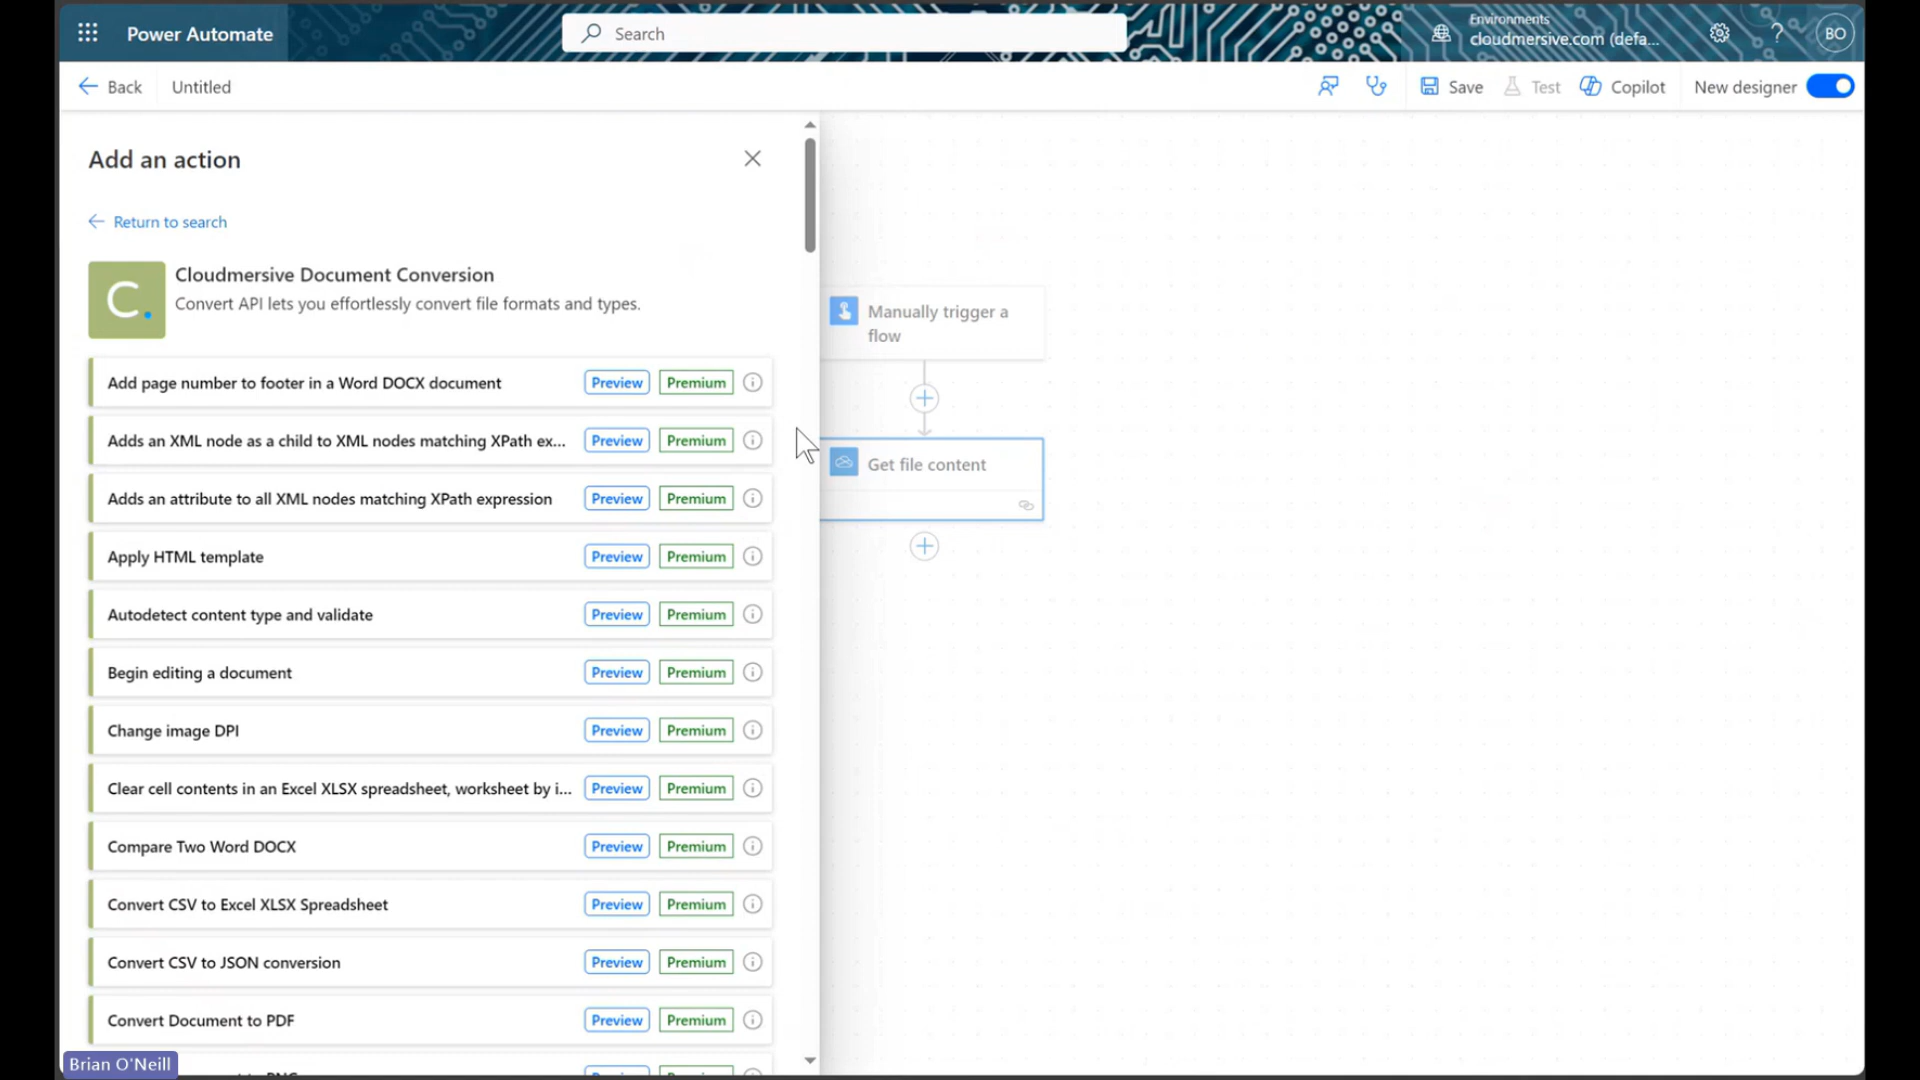 Power Automate
Search
Environments
cloudmersive.com (defa...
?
BO
Back
Untitled
Save
Test
Copilot
New designer
Add an action
Return to search
C.
Cloudmersive Document Conversion
Convert API lets you effortlessly convert file formats and types.
Add page number to footer in a Word DOCX document Preview Premium
Adds an XML node as a child to XML nodes matching XPath ex... Preview Premium
Adds an attribute to all XML nodes matching XPath expression Preview Premium
Apply HTML template Preview Premium
Autodetect content type and validate Preview Premium
Begin editing a document Preview Premium
Change image DPI Preview Premium
Clear cell contents in an Excel XLSX spreadsheet, worksheet by i... Preview Premium
Compare Two Word DOCX Preview Premium
Convert CSV to Excel XLSX Spreadsheet Preview Premium
Convert CSV to JSON conversion Preview Premium
Convert Document to PDF Preview Premium
Manually trigger a
flow
Get file content
Brian O'Neill